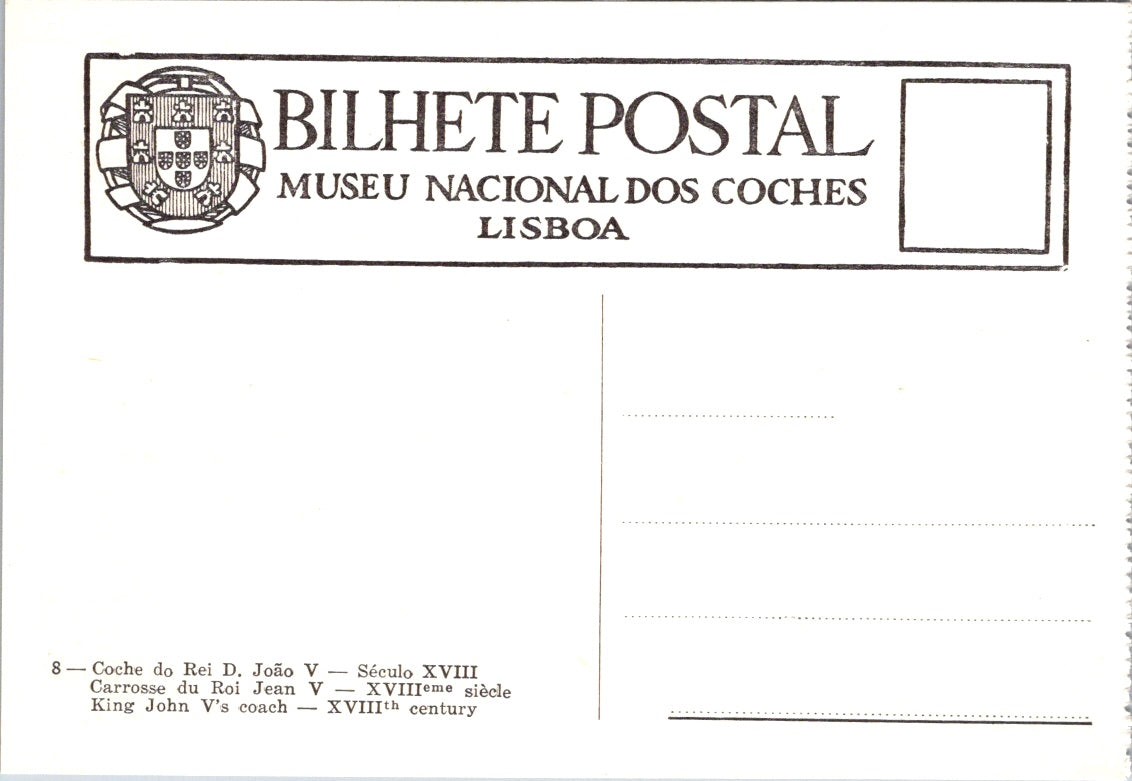 BILHETE POSTAL
MUSEU NACIONAL DOS COCHES
LISBOA
8 — Coche do Rei D. João V — Século XVIII
Carrosse du Roi Jean V — XVIIIeme siècle
King John V's coach — XVIIIth century